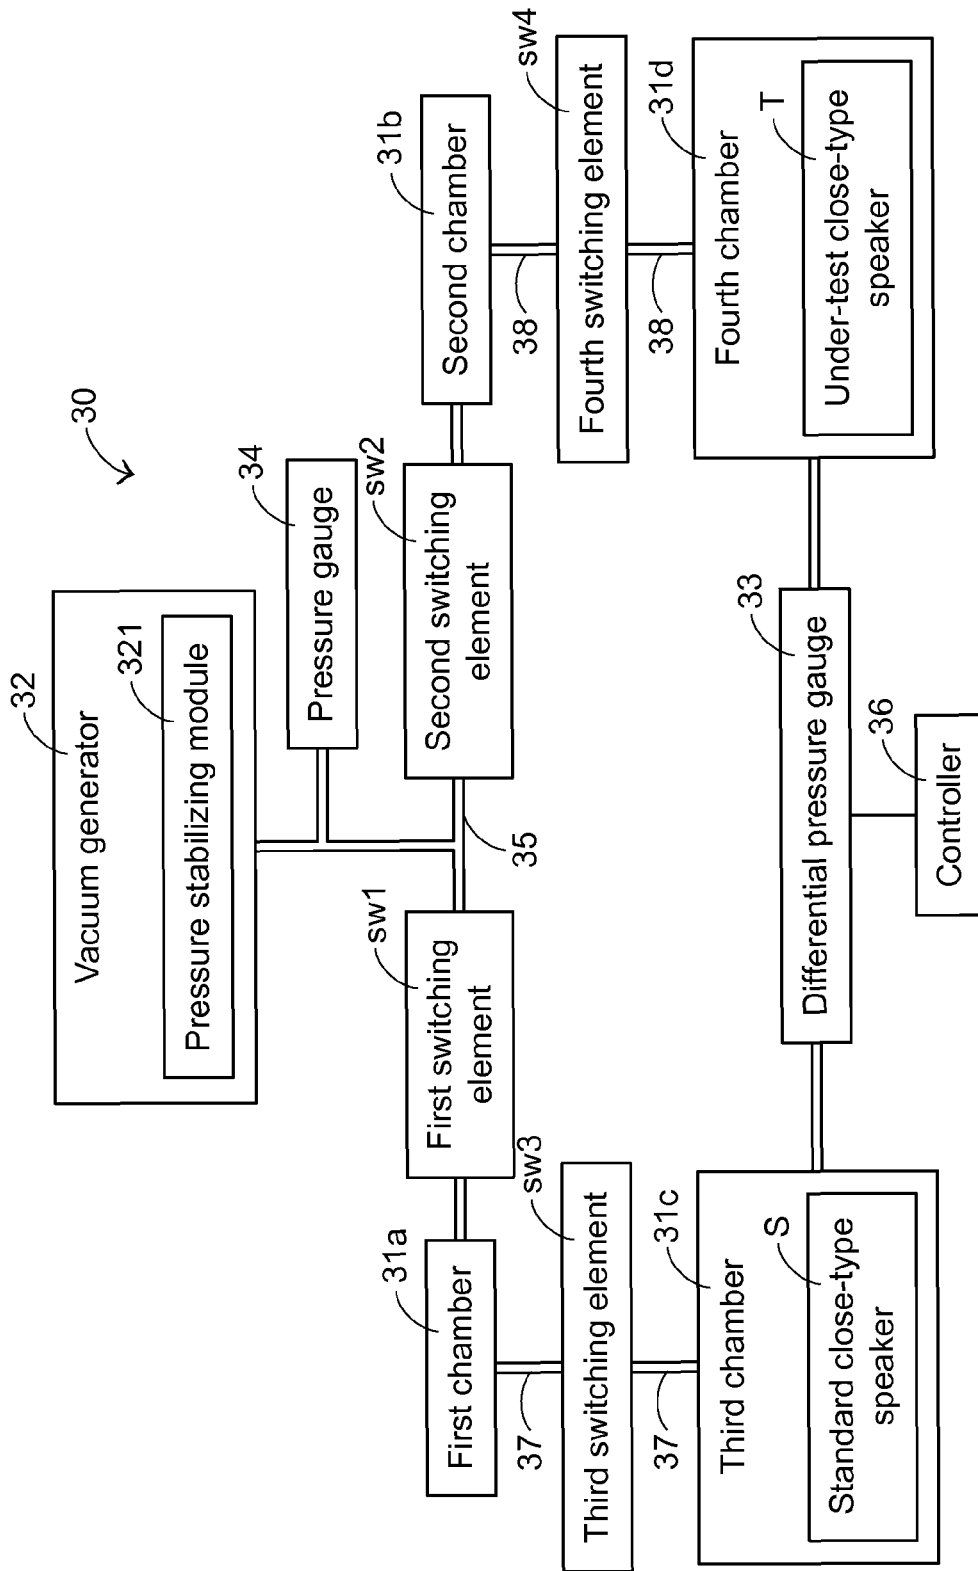 30
32
Vacuum generator
321
Pressure stabilizing module
34
Pressure gauge
31a
First chamber
sw1
First switching
element
35
sw2
Second switching
element
31b
Second chamber
37
38
sw3
Third switching element
sw4
Fourth switching element
37
38
31c
Third chamber
S
Standard close-type
speaker
33
Differential pressure gauge
31d
Fourth chamber
T
Under-test close-type
speaker
36
Controller